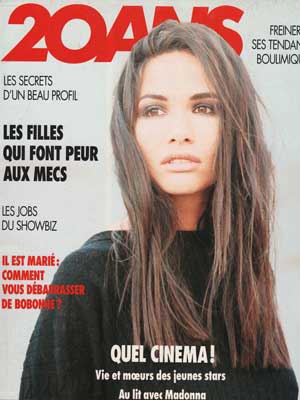 20ANS
FREINER
SES TENDAN
BOULIMIQU
LES SECRETS
D'UN BEAU PROFIL
LES FILLES
QUI FONT PEUR
AUX MECS
LES JOBS
DU SHOWBIZ
IL EST MARIÉ :
COMMENT
VOUS DÉBARRASSER
DE BOBONNE ?
QUEL CINEMA !
Vie et mœurs des jeunes stars
Au lit avec Madonna